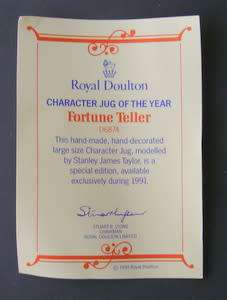 Royal Doulton
CHARACTER JUG OF THE YEAR
Fortune Teller
D6874
This hand-made, hand-decorated
large size Character Jug, modelled
by Stanley James Taylor, is a
special edition, available
exclusively during 1991.
STUART R. LYONS
CHAIRMAN
ROYAL DOULTON LIMITED
© 1990 Royal Doulton